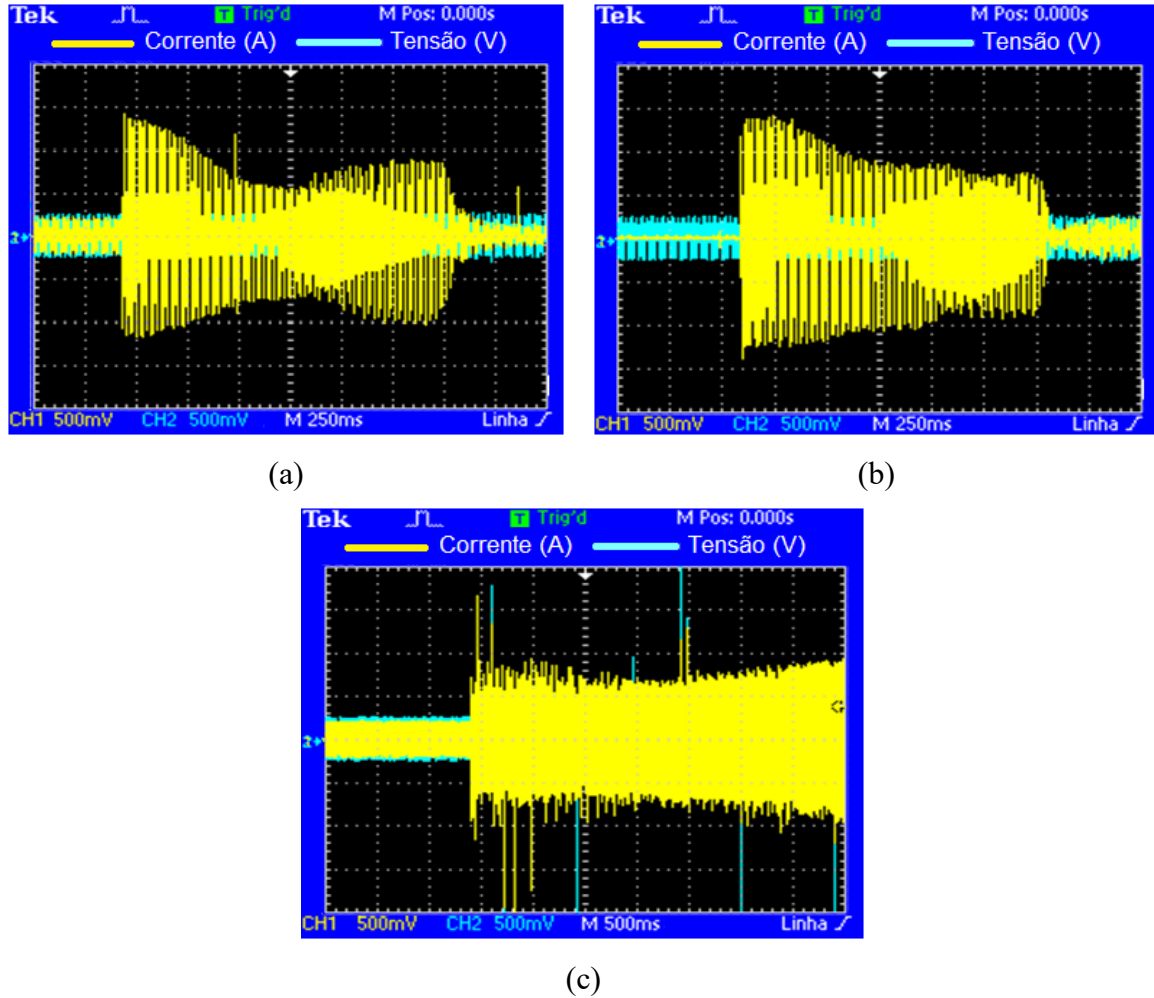 Tek T Trig'd M Pos: 0.000s
Corrente (A) Tensão (V)
CH1 500mV CH2 500mV M 250ms Linha
(a)
Tek T Trig'd M Pos: 0.000s
Corrente (A) Tensão (V)
CH1 500mV CH2 500mV M 250ms Linha
(b)
Tek T Trig'd M Pos: 0.000s
Corrente (A) Tensão (V)
CH1 500mV CH2 500mV M 500ms Linha
(c)